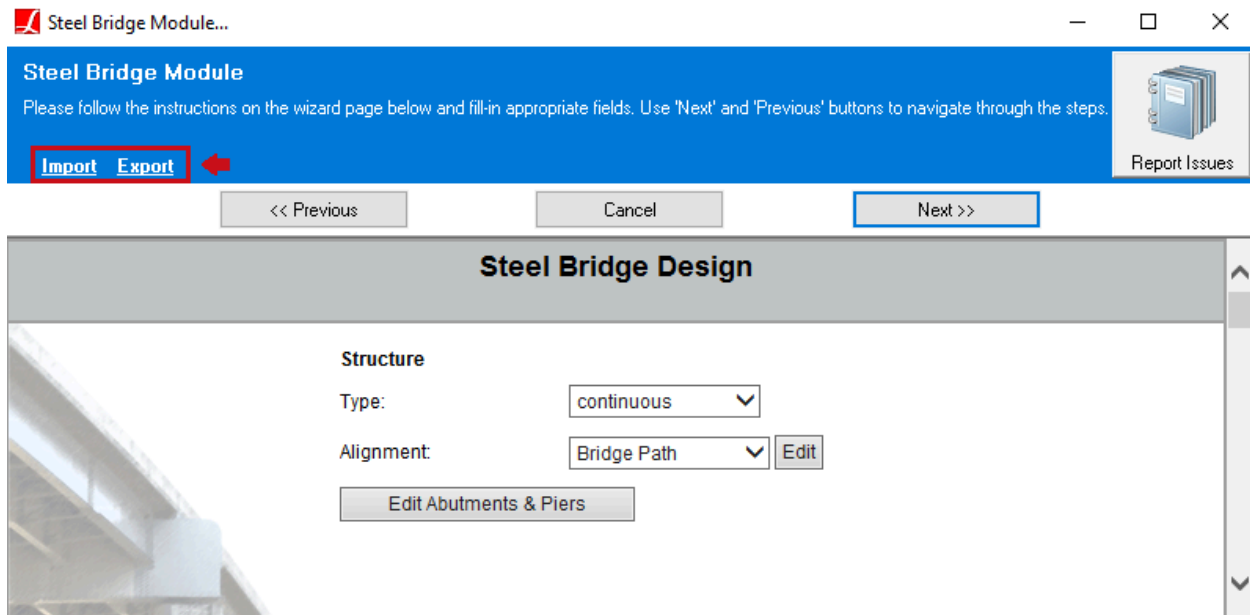 Steel Bridge Module...
Steel Bridge Module
Please follow the instructions on the wizard page below and fill-in appropriate fields. Use 'Next' and 'Previous' buttons to navigate through the steps.
Import Export
Report Issues
<< Previous Cancel Next >>
Steel Bridge Design
Structure
Type: continuous
Alignment: Bridge Path Edit
Edit Abutments & Piers